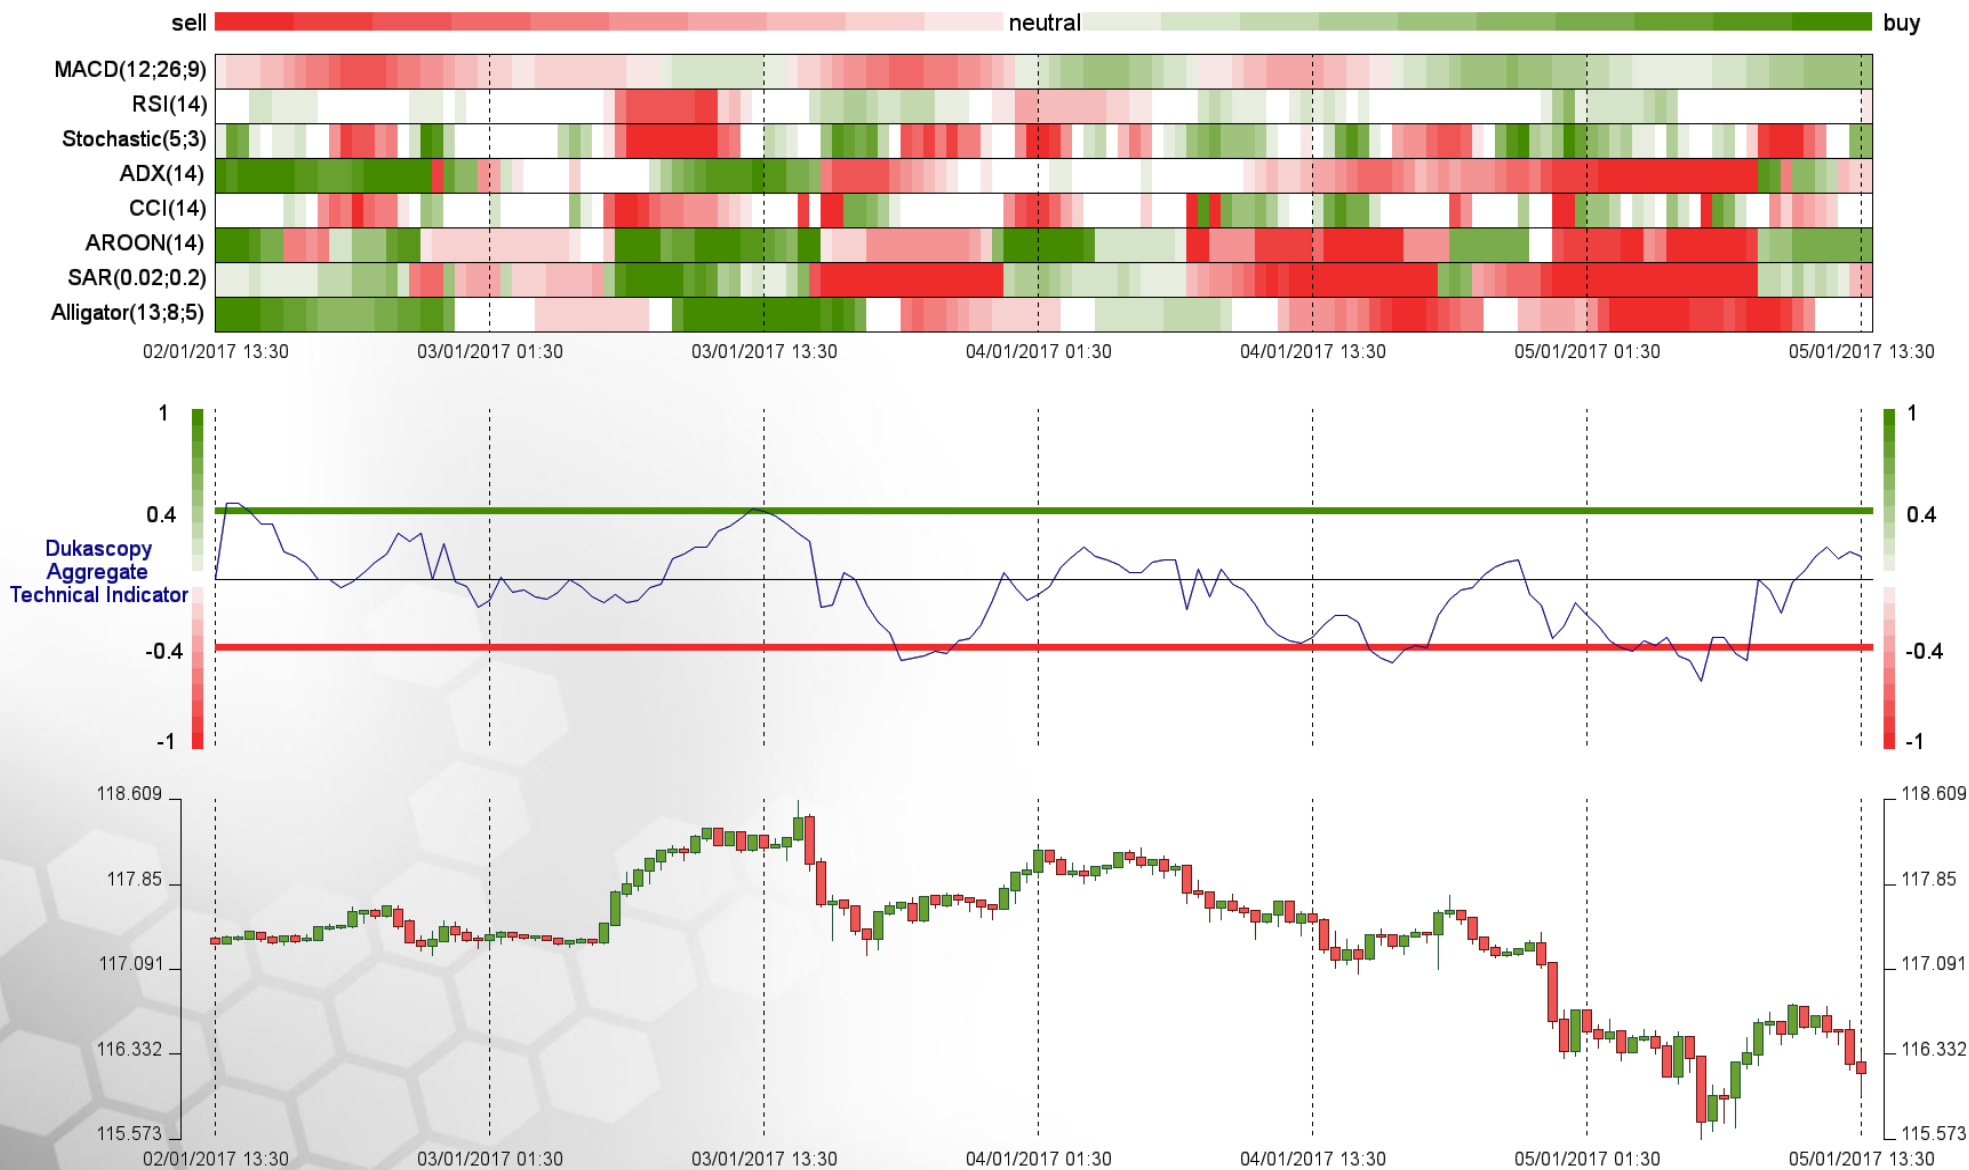 sell neutral buy
MACD(12;26;9)
RSI(14)
Stochastic(5;3)
ADX(14)
CCI(14)
AROON(14)
SAR(0.02;0.2)
Alligator(13;8;5)
02/01/2017 13:30 03/01/2017 01:30 03/01/2017 13:30 04/01/2017 01:30 04/01/2017 13:30 05/01/2017 01:30 05/01/2017 13:30
1 1
0.4 0.4
Dukascopy
Aggregate
Technical Indicator
-0.4 -0.4
-1 -1
118.609 118.609
117.85 117.85
117.091 117.091
116.332 116.332
115.573 115.573
02/01/2017 13:30 03/01/2017 01:30 03/01/2017 13:30 04/01/2017 01:30 04/01/2017 13:30 05/01/2017 01:30 05/01/2017 13:30